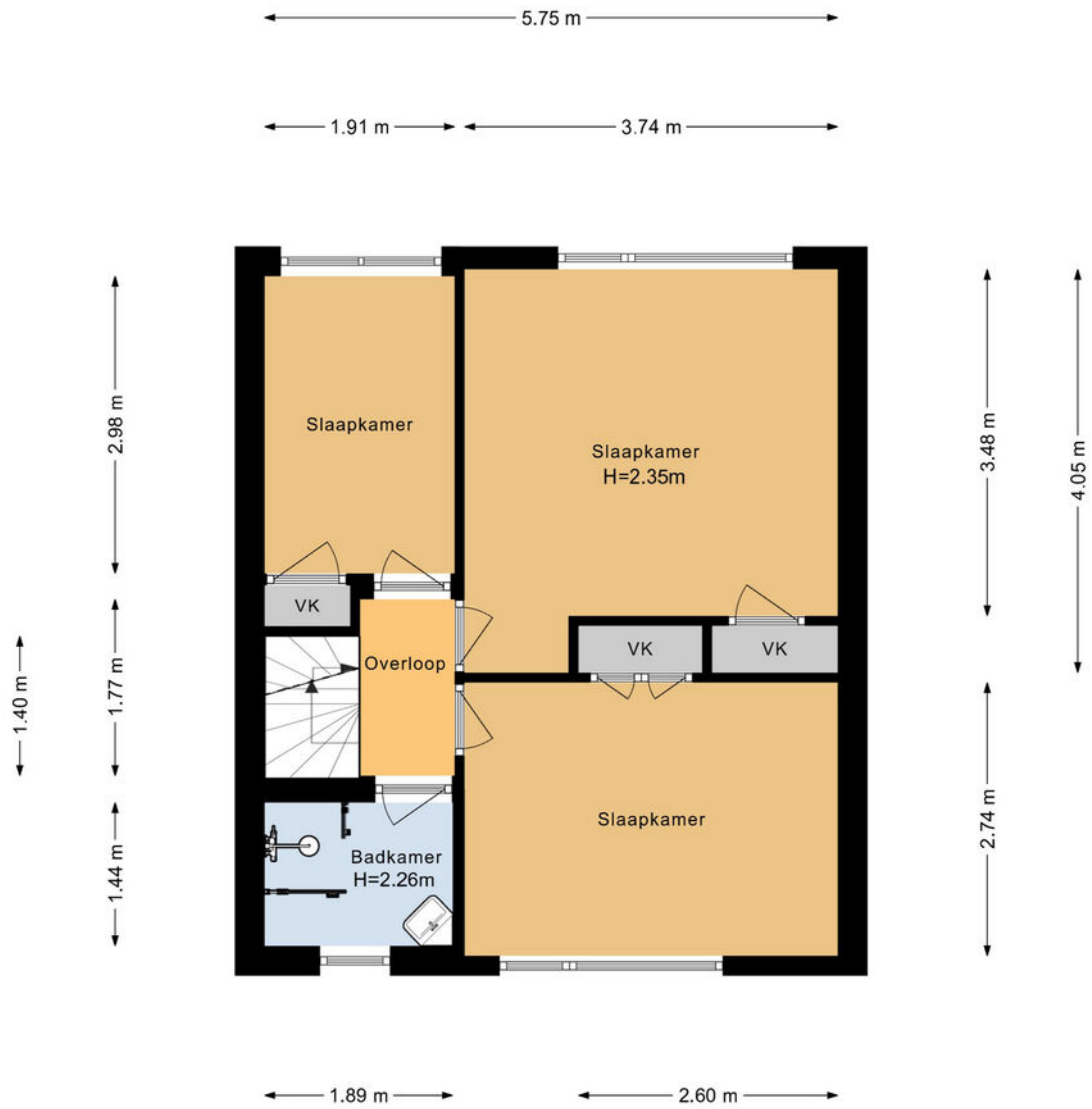 5.75 m
1.91 m
3.74 m
2.98 m
3.48 m
4.05 m
Slaapkamer
Slaapkamer
H=2.35m
VK
VK
VK
Overloop
1.40 m
1.77 m
1.44 m
2.74 m
Slaapkamer
Badkamer
H=2.26m
1.89 m
2.60 m